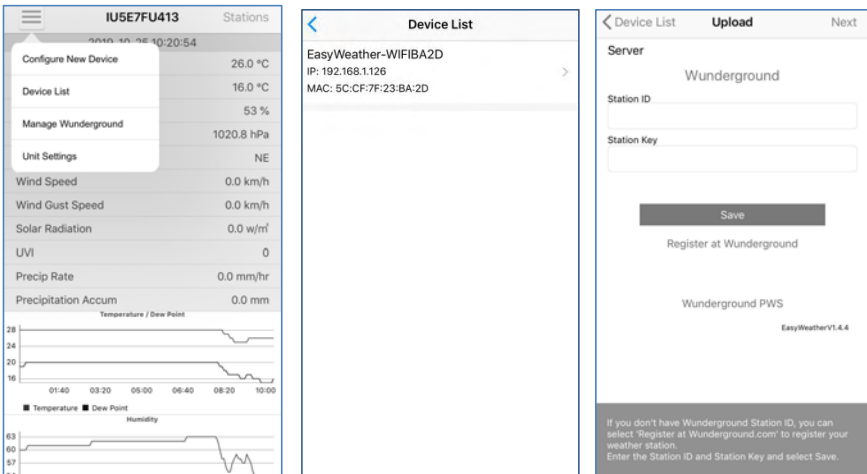 IU5E7FU413
Stations
2019-10-25 10:20:54
Configure New Device
Device List
Manage Wunderground
Unit Settings
26.0 °C
16.0 °C
53 %
1020.8 hPa
NE
Wind Speed 0.0 km/h
Wind Gust Speed 0.0 km/h
Solar Radiation 0.0 w/㎡
UVI 0
Precip Rate 0.0 mm/hr
Precipitation Accum 0.0 mm
Temperature / Dew Point
28
24
20
16
01:40 03:20 05:00 06:40 08:20 10:00
Temperature Dew Point
Humidity
63
60
57
Device List
EasyWeather-WIFIBA2D
IP: 192.168.1.126
MAC: 5C:CF:7F:23:BA:2D
Device List Upload Next
Server
Wunderground
Station ID
Station Key
Save
Register at Wunderground
Wunderground PWS
EasyWeatherV1.4.4
If you don't have Wunderground Station ID, you can
select 'Register at Wunderground.com' to register your
weather station.
Enter the Station ID and Station Key and select Save.